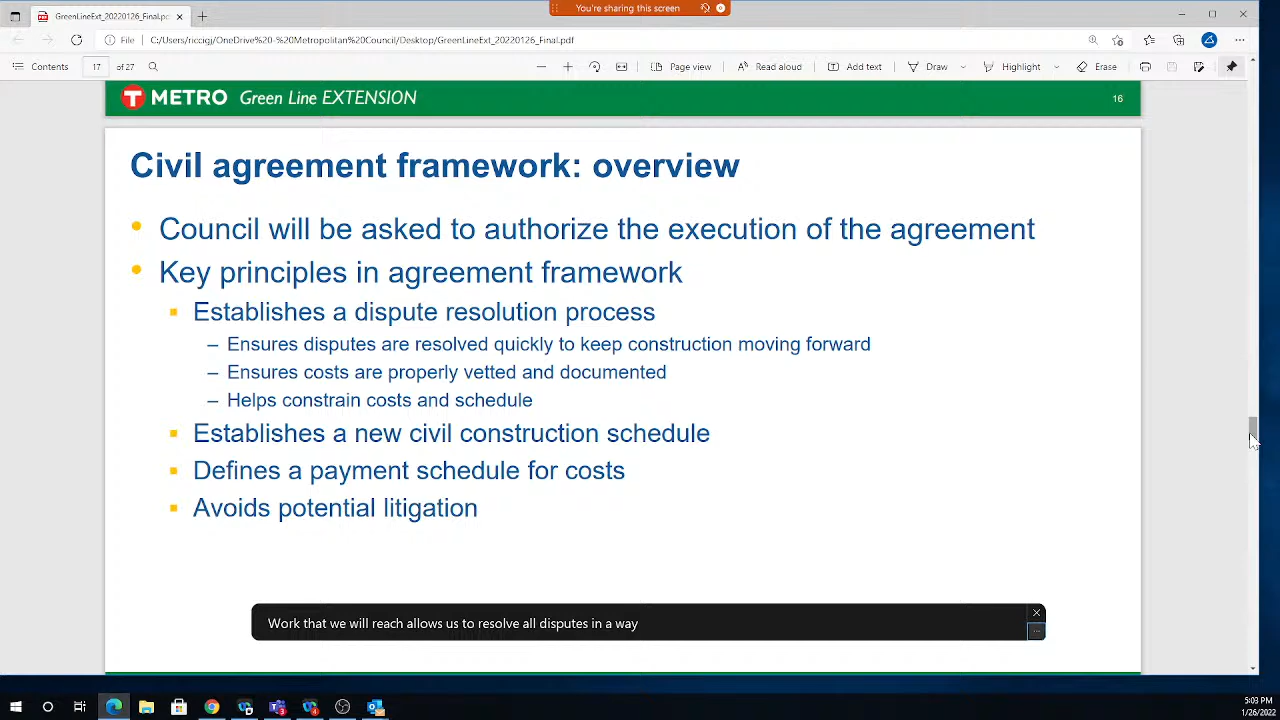 You're sharing this screen
GreenLineExt_20220126_Final.pdf
File C:/Users/riccigj/OneDrive%20-%20Metropolitan%20Council/Desktop/GreenLineExt_20220126_Final.pdf
Contents 17 of 27 Page view Read aloud Add text Draw Highlight Erase
T METRO Green Line EXTENSION 16
Civil agreement framework: overview
• Council will be asked to authorize the execution of the agreement
• Key principles in agreement framework
▪ Establishes a dispute resolution process
– Ensures disputes are resolved quickly to keep construction moving forward
– Ensures costs are properly vetted and documented
– Helps constrain costs and schedule
▪ Establishes a new civil construction schedule
▪ Defines a payment schedule for costs
▪ Avoids potential litigation
Work that we will reach allows us to resolve all disputes in a way
5:03 PM
1/26/2022